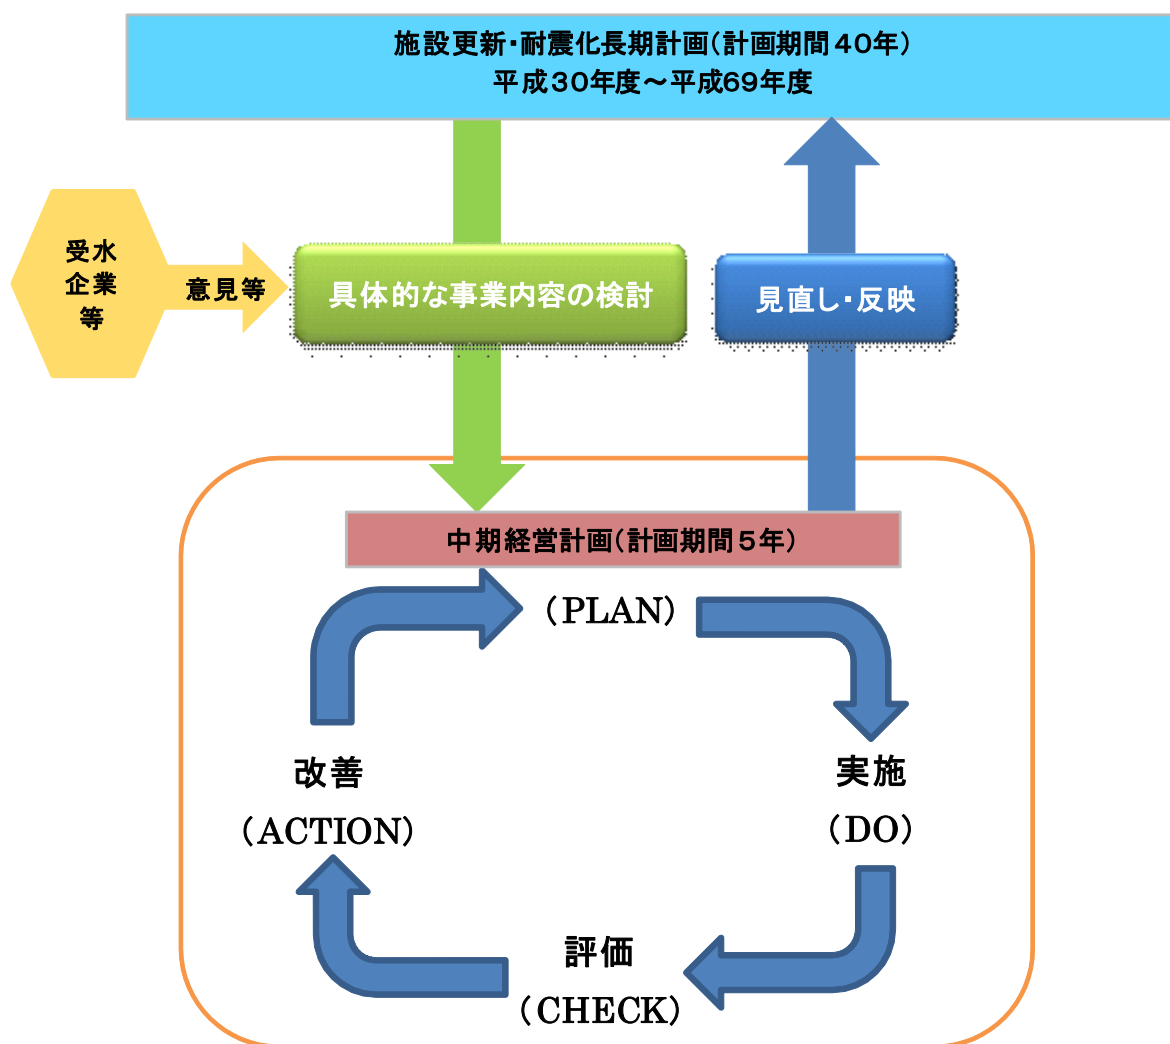 施設更新・耐震化長期計画(計画期間40年)
平成30年度～平成69年度
受水
企業
等
意見等
具体的な事業内容の検討
見直し・反映
中期経営計画(計画期間5年)
(PLAN)
改善
(ACTION)
実施
(DO)
評価
(CHECK)